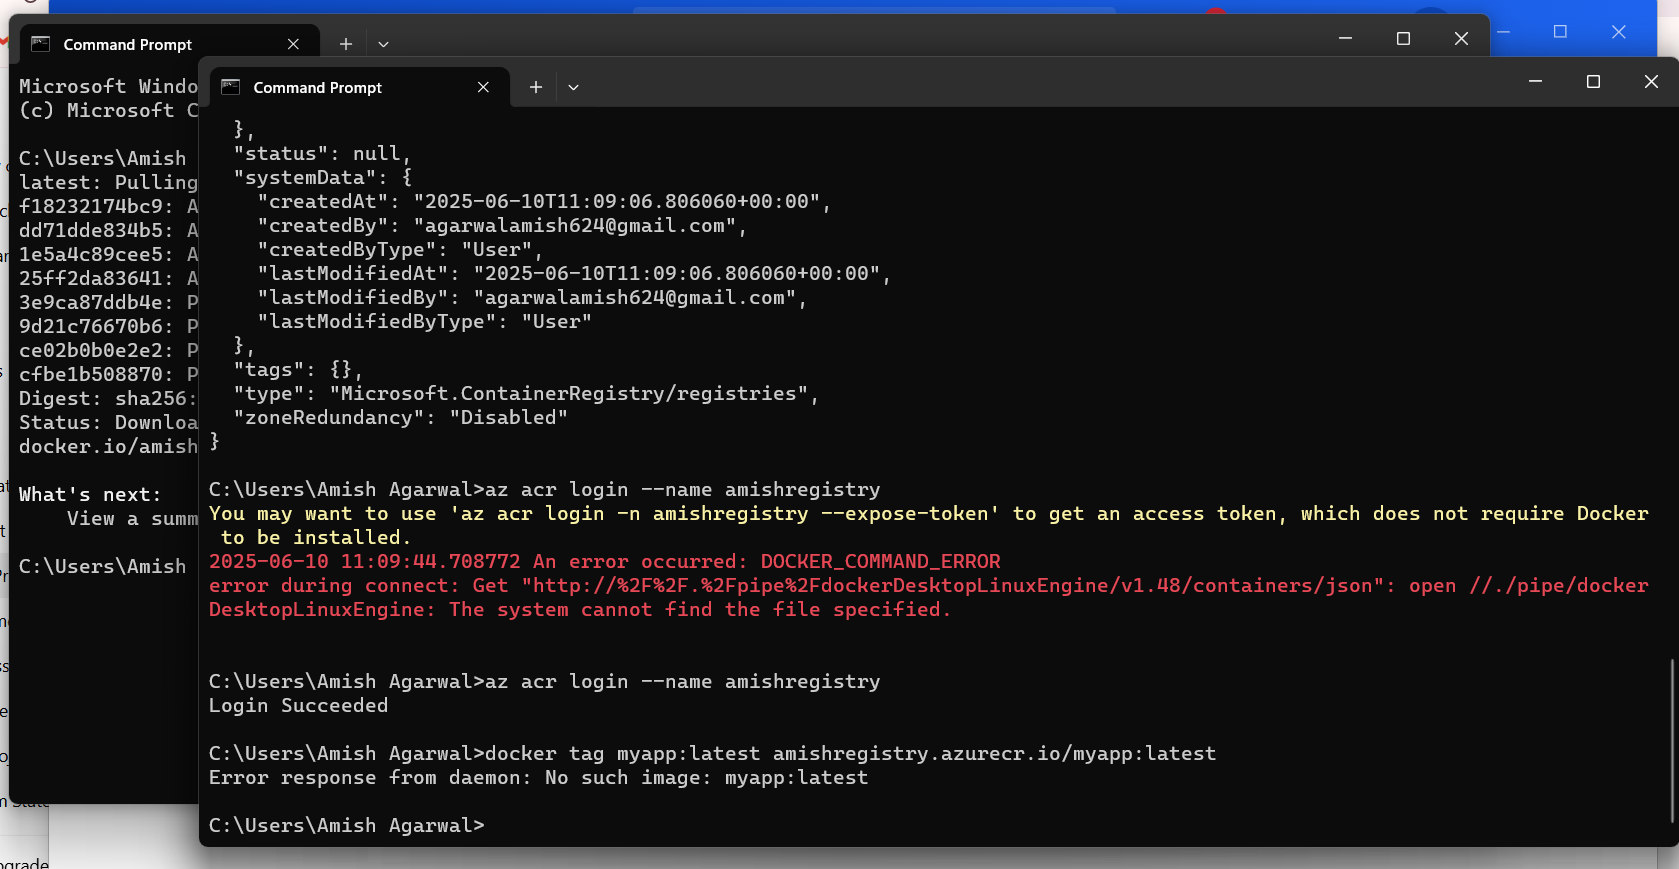 Command Prompt
Microsoft Windo
(c) Microsoft C
C:\Users\Amish
latest: Pulling
f18232174bc9: A
dd71dde834b5: A
1e5a4c89cee5: A
25ff2da83641: A
3e9ca87ddb4e: P
9d21c76670b6: P
ce02b0b0e2e2: P
cfbe1b508870: P
Digest: sha256:
Status: Downloa
docker.io/amish
What's next:
View a summ
C:\Users\Amish
Command Prompt
},
"status": null,
"systemData": {
"createdAt": "2025-06-10T11:09:06.806060+00:00",
"createdBy": "agarwalamish624@gmail.com",
"createdByType": "User",
"lastModifiedAt": "2025-06-10T11:09:06.806060+00:00",
"lastModifiedBy": "agarwalamish624@gmail.com",
"lastModifiedByType": "User"
},
"tags": {},
"type": "Microsoft.ContainerRegistry/registries",
"zoneRedundancy": "Disabled"
}
C:\Users\Amish Agarwal>az acr login --name amishregistry
You may want to use 'az acr login -n amishregistry --expose-token' to get an access token, which does not require Docker
to be installed.
2025-06-10 11:09:44.708772 An error occurred: DOCKER_COMMAND_ERROR
error during connect: Get "http://%2F%2F.%2Fpipe%2FdockerDesktopLinuxEngine/v1.48/containers/json": open //./pipe/docker
DesktopLinuxEngine: The system cannot find the file specified.
C:\Users\Amish Agarwal>az acr login --name amishregistry
Login Succeeded
C:\Users\Amish Agarwal>docker tag myapp:latest amishregistry.azurecr.io/myapp:latest
Error response from daemon: No such image: myapp:latest
C:\Users\Amish Agarwal>